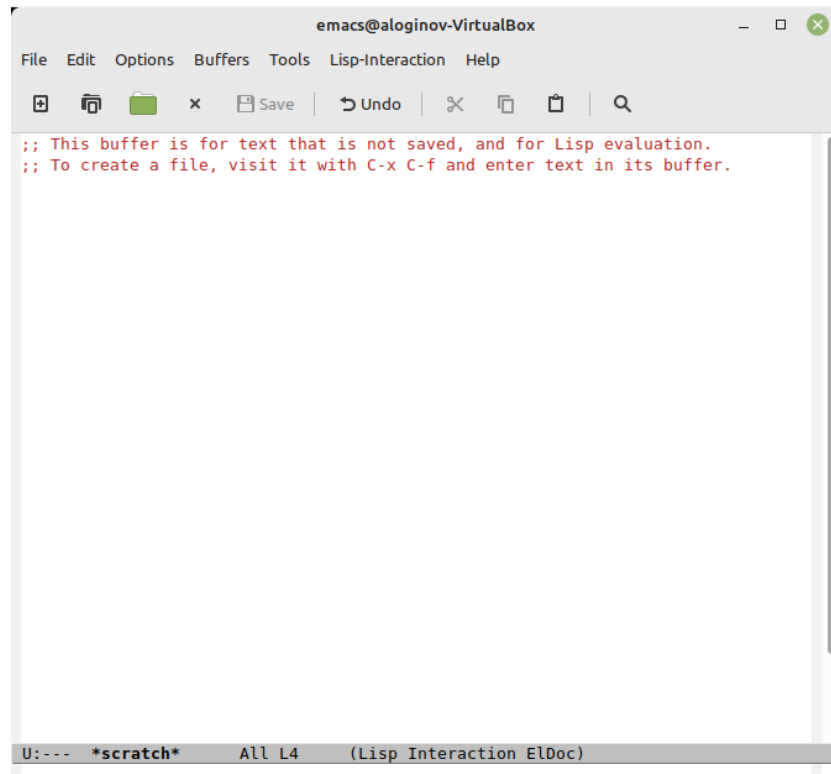 emacs@aloginov-VirtualBox
File Edit Options Buffers Tools Lisp-Interaction Help
Save Undo
;; This buffer is for text that is not saved, and for Lisp evaluation.
;; To create a file, visit it with C-x C-f and enter text in its buffer.
U:--- *scratch* All L4 (Lisp Interaction ElDoc)